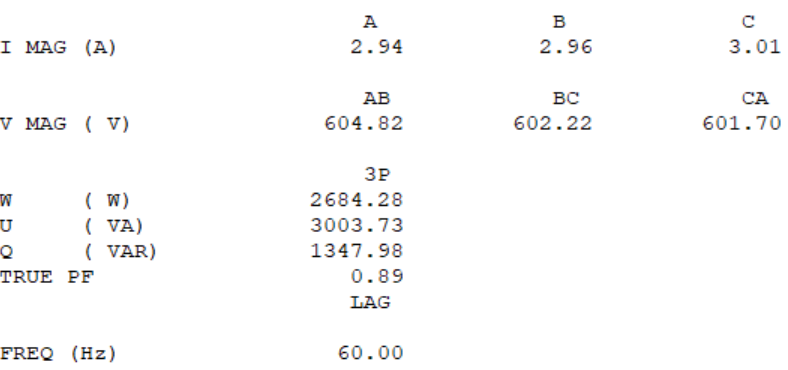 A B C
I MAG (A) 2.94 2.96 3.01
AB BC CA
V MAG ( V) 604.82 602.22 601.70
3P
W ( W) 2684.28
U ( VA) 3003.73
Q ( VAR) 1347.98
TRUE PF 0.89
LAG
FREQ (Hz) 60.00